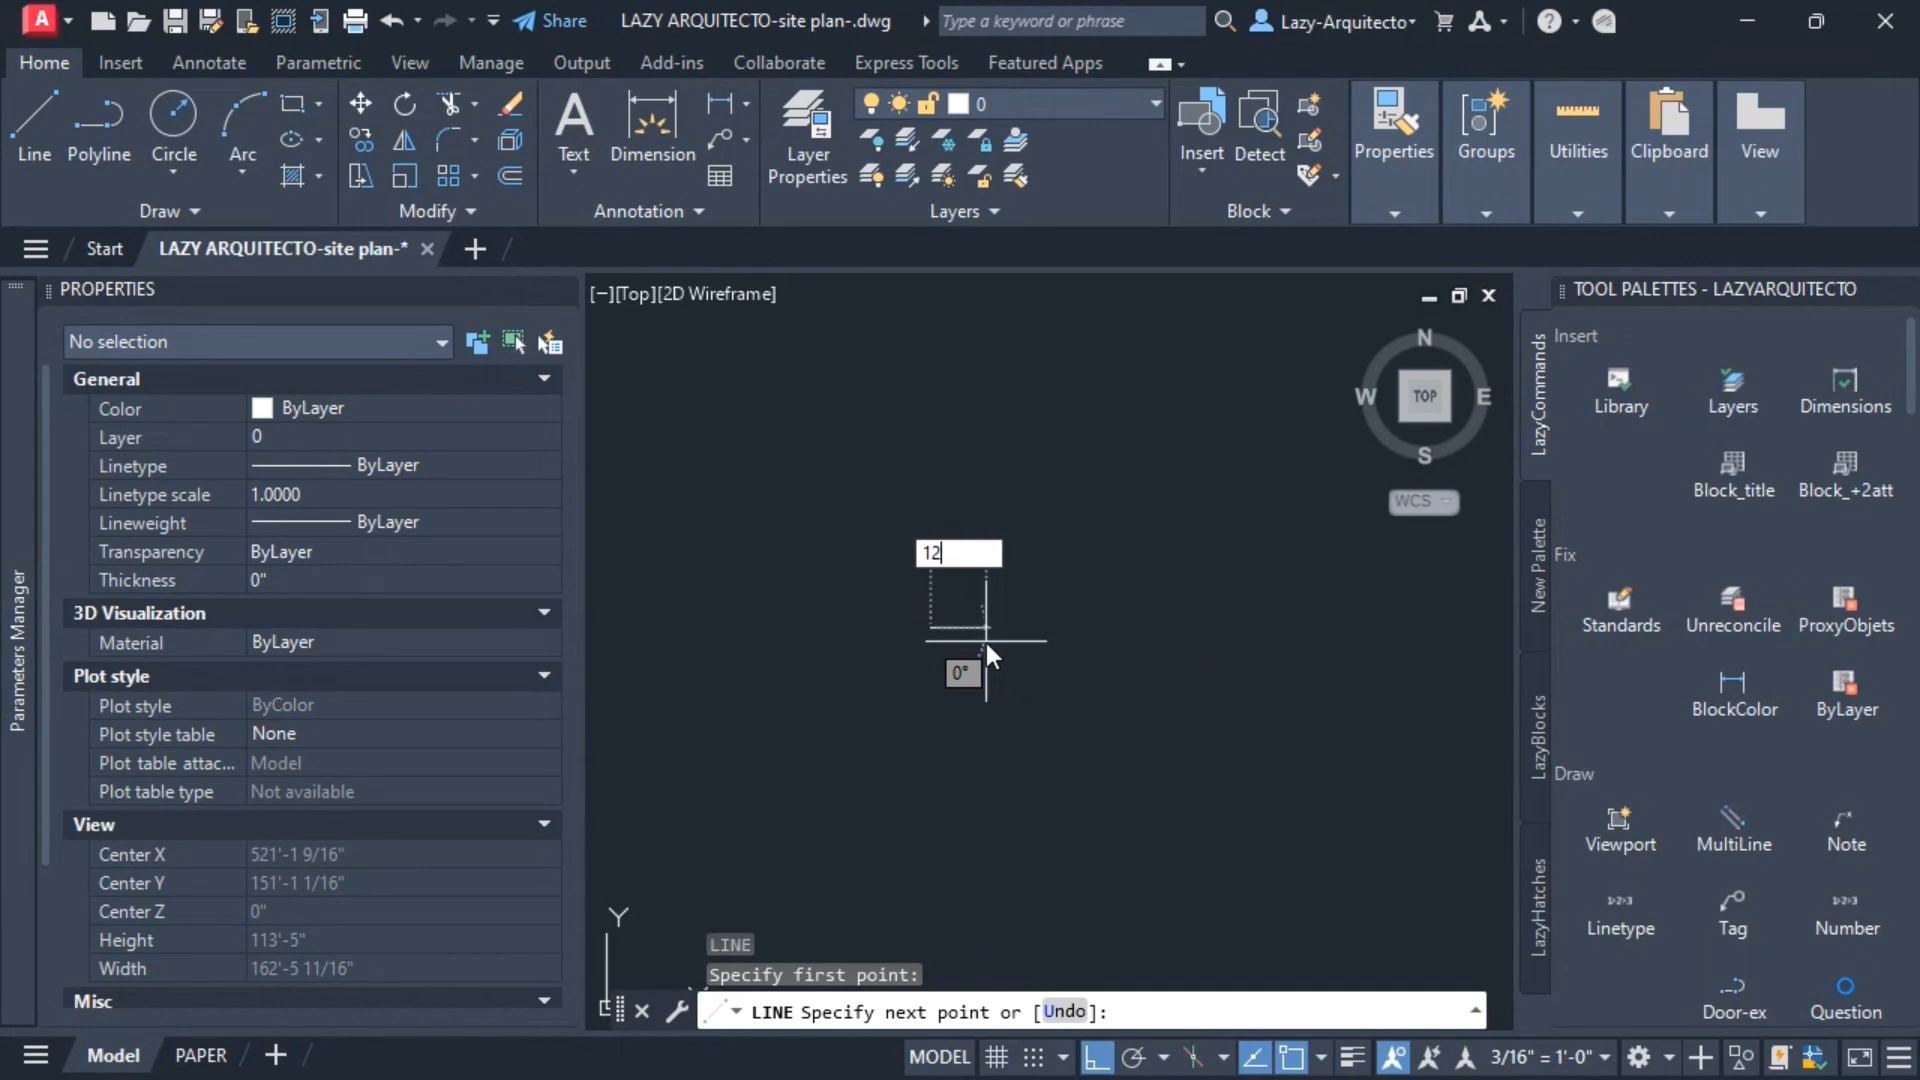 Share
LAZY ARQUITECTO-site plan-.dwg
Type a keyword or phrase
Lazy-Arquitecto
Home Insert Annotate Parametric View Manage Output Add-ins Collaborate Express Tools Featured Apps
0
Line Polyline Circle Arc
Text Dimension
Layer Properties
Insert Detect
Properties Groups Utilities Clipboard View
Draw Modify Annotation Layers Block
Start LAZY ARQUITECTO-site plan-*
PROPERTIES
No selection
General
Color ByLayer
Layer 0
Linetype ByLayer
Linetype scale 1.0000
Lineweight ByLayer
Transparency ByLayer
Thickness 0"
3D Visualization
Material ByLayer
Plot style
Plot style ByColor
Plot style table None
Plot table attac... Model
Plot table type Not available
View
Center X 521'-1 9/16"
Center Y 151'-1 1/16"
Center Z 0"
Height 113'-5"
Width 162'-5 11/16"
Misc
Parameters Manager
[−][Top][2D Wireframe]
N
W TOP E
S
WCS
12
0°
Y
LINE
Specify first point:
LINE Specify next point or [Undo]:
TOOL PALETTES - LAZYARQUITECTO
LazyCommands
New Palette
LazyBlocks
LazyHatches
Insert
Library Layers Dimensions
Block_title Block_+2att
Fix
Standards Unreconcile ProxyObjets
BlockColor ByLayer
Draw
Viewport MultiLine Note
1-2-3 1-2-3
Linetype Tag Number
Door-ex Question
Model PAPER
MODEL
3/16" = 1'-0"